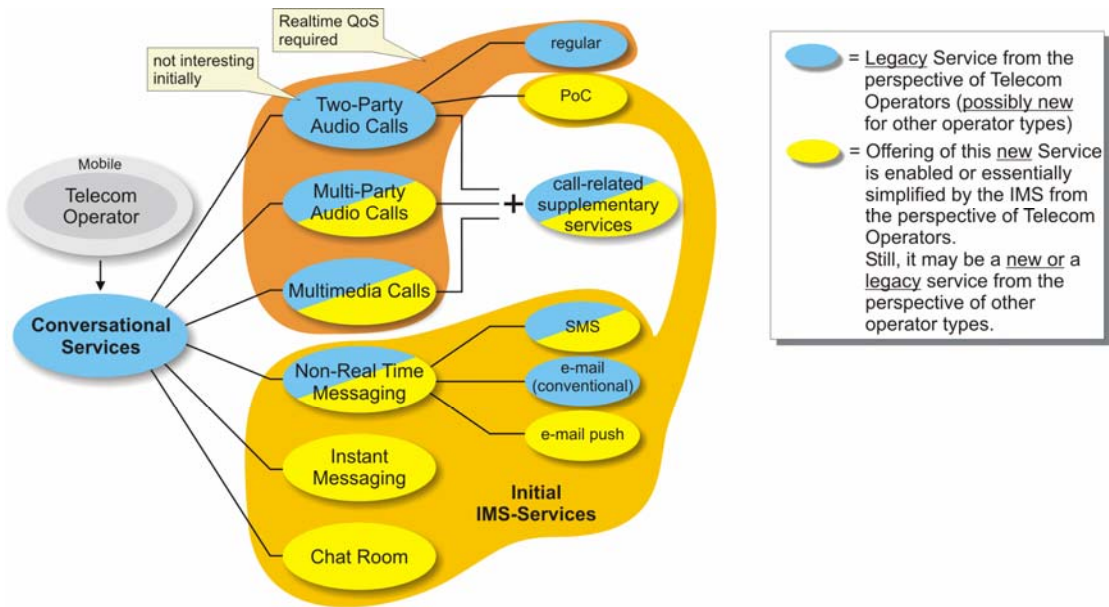 Realtime QoS
required
not interesting
initially
regular
PoC
Two-Party
Audio Calls
Mobile
Telecom
Operator
Multi-Party
Audio Calls
+
call-related
supplementary
services
Multimedia Calls
Conversational
Services
SMS
Non-Real Time
Messaging
e-mail
(conventional)
e-mail push
Instant
Messaging
Initial
IMS-Services
Chat Room
= Legacy Service from the
perspective of Telecom
Operators (possibly new
for other operator types)
= Offering of this new Service
is enabled or essentially
simplified by the IMS from
the perspective of Telecom
Operators.
Still, it may be a new or a
legacy service from the
perspective of other
operator types.